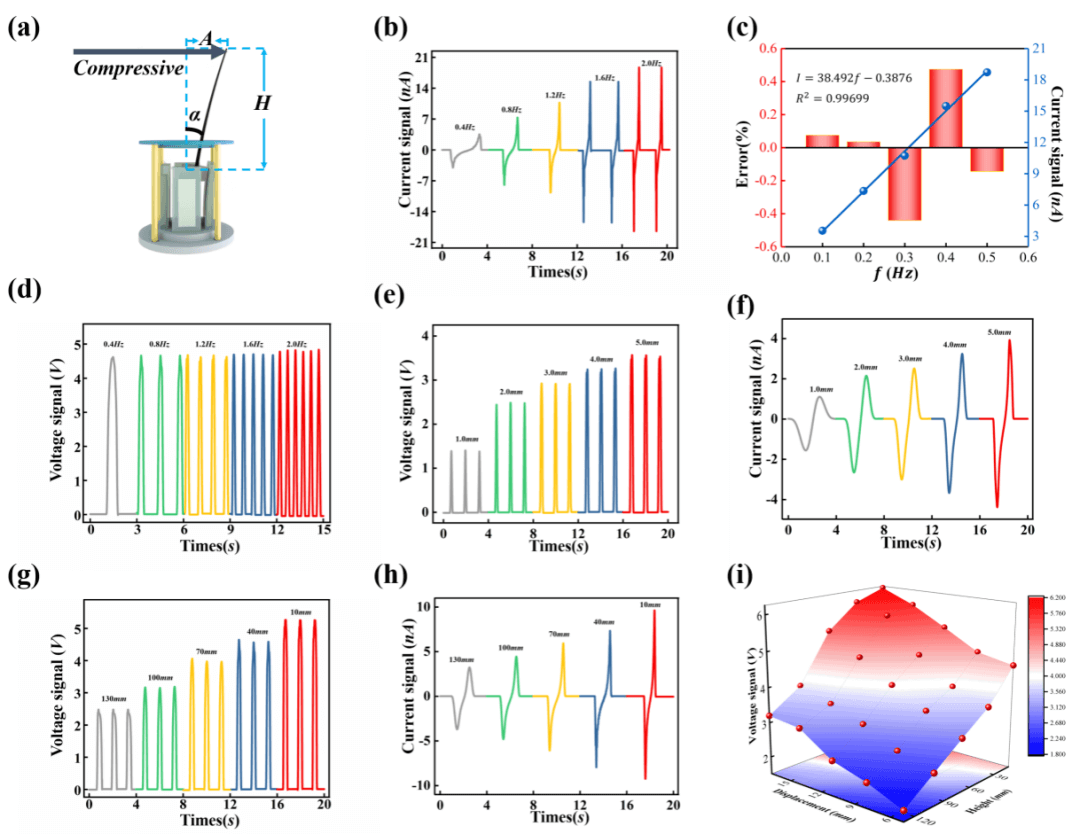 (a)
A
Compressive
α
H
(b)
Current signal (nA)
21
14
7
0
-7
-14
-21
0.4Hz
0.8Hz
1.2Hz
1.6Hz
2.0Hz
0 4 8 12 16 20
Times(s)
(c)
Error(%)
0.6
0.4
0.2
0.0
-0.2
-0.4
-0.6
I = 38.492f − 0.3876
R² = 0.99699
21
18
15
12
9
6
3
Current signal (nA)
0.0 0.1 0.2 0.3 0.4 0.5 0.6
f (Hz)
(d)
Voltage signal (V)
5
4
3
2
1
0
0.4Hz 0.8Hz 1.2Hz 1.6Hz 2.0Hz
0 3 6 9 12 15
Times(s)
(e)
Voltage signal (V)
4
3
2
1
0
1.0mm
2.0mm
3.0mm
4.0mm
5.0mm
0 4 8 12 16 20
Times(s)
(f)
Current signal (nA)
4
2
0
-2
-4
1.0mm
2.0mm
3.0mm
4.0mm
5.0mm
0 4 8 12 16 20
Times(s)
(g)
Voltage signal (V)
5
4
3
2
1
0
130mm
100mm
70mm
40mm
10mm
0 4 8 12 16 20
Times(s)
(h)
Current signal (nA)
10
5
0
-5
-10
130mm
100mm
70mm
40mm
10mm
0 4 8 12 16 20
Times(s)
(i)
Voltage signal (V)
6
5
4
3
2
15
12
9
6
Displacement (mm)
30
60
90
120
Height (mm)
6.200
5.760
5.320
4.880
4.440
4.000
3.560
3.120
2.680
2.240
1.800